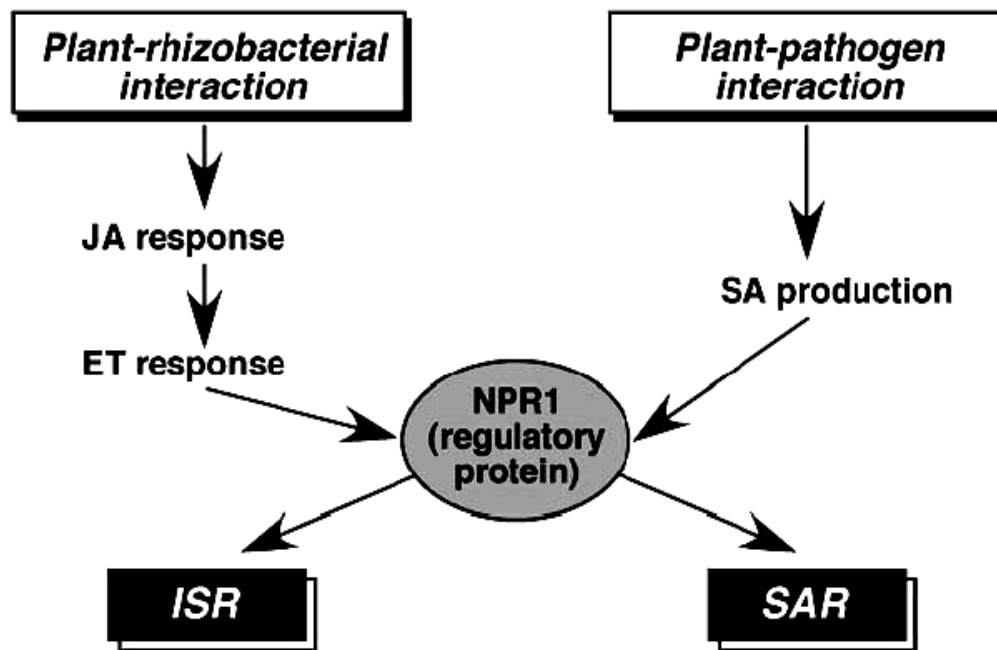 Plant-rhizobacterial
interaction
Plant-pathogen
interaction
JA response
SA production
ET response
NPR1
(regulatory
protein)
ISR
SAR